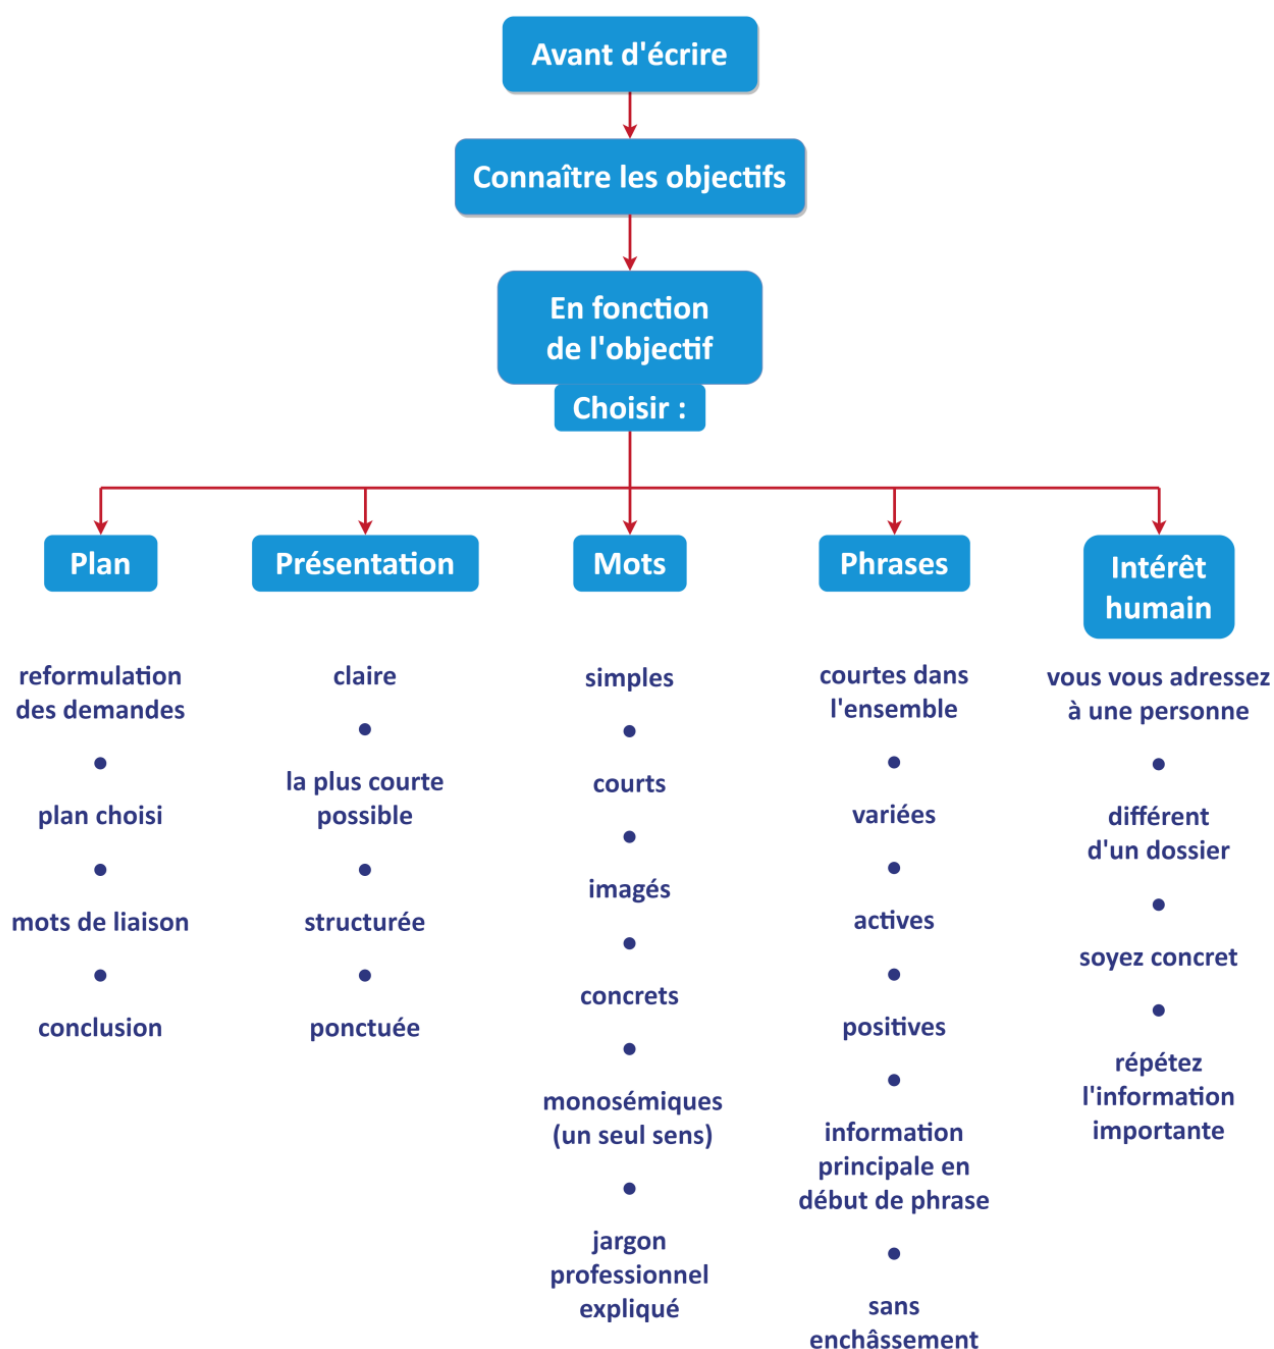 Avant d'écrire
Connaître les objectifs
En fonction
de l'objectif
Choisir :
Plan
reformulation
des demandes
plan choisi
mots de liaison
conclusion
Présentation
claire
la plus courte
possible
structurée
ponctuée
Mots
simples
courts
imagés
concrets
monosémiques
(un seul sens)
jargon
professionnel
expliqué
Phrases
courtes dans
l'ensemble
variées
actives
positives
information
principale en
début de phrase
sans
enchâssement
Intérêt
humain
vous vous adressez
à une personne
différent
d'un dossier
soyez concret
répétez
l'information
importante